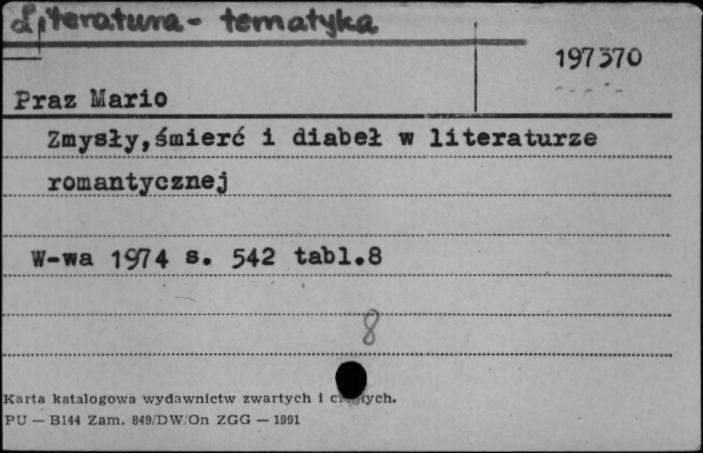 Literatura - tematyka
197370
Praz Mario
Zmysły,śmierć i diabeł w literaturze
romantycznej
W-wa 1974 s. 542 tabl.8
8
Karta katalogowa wydawnictw zwartych i
PU — B144 Zam. 849/DW/On ZGG — 1991